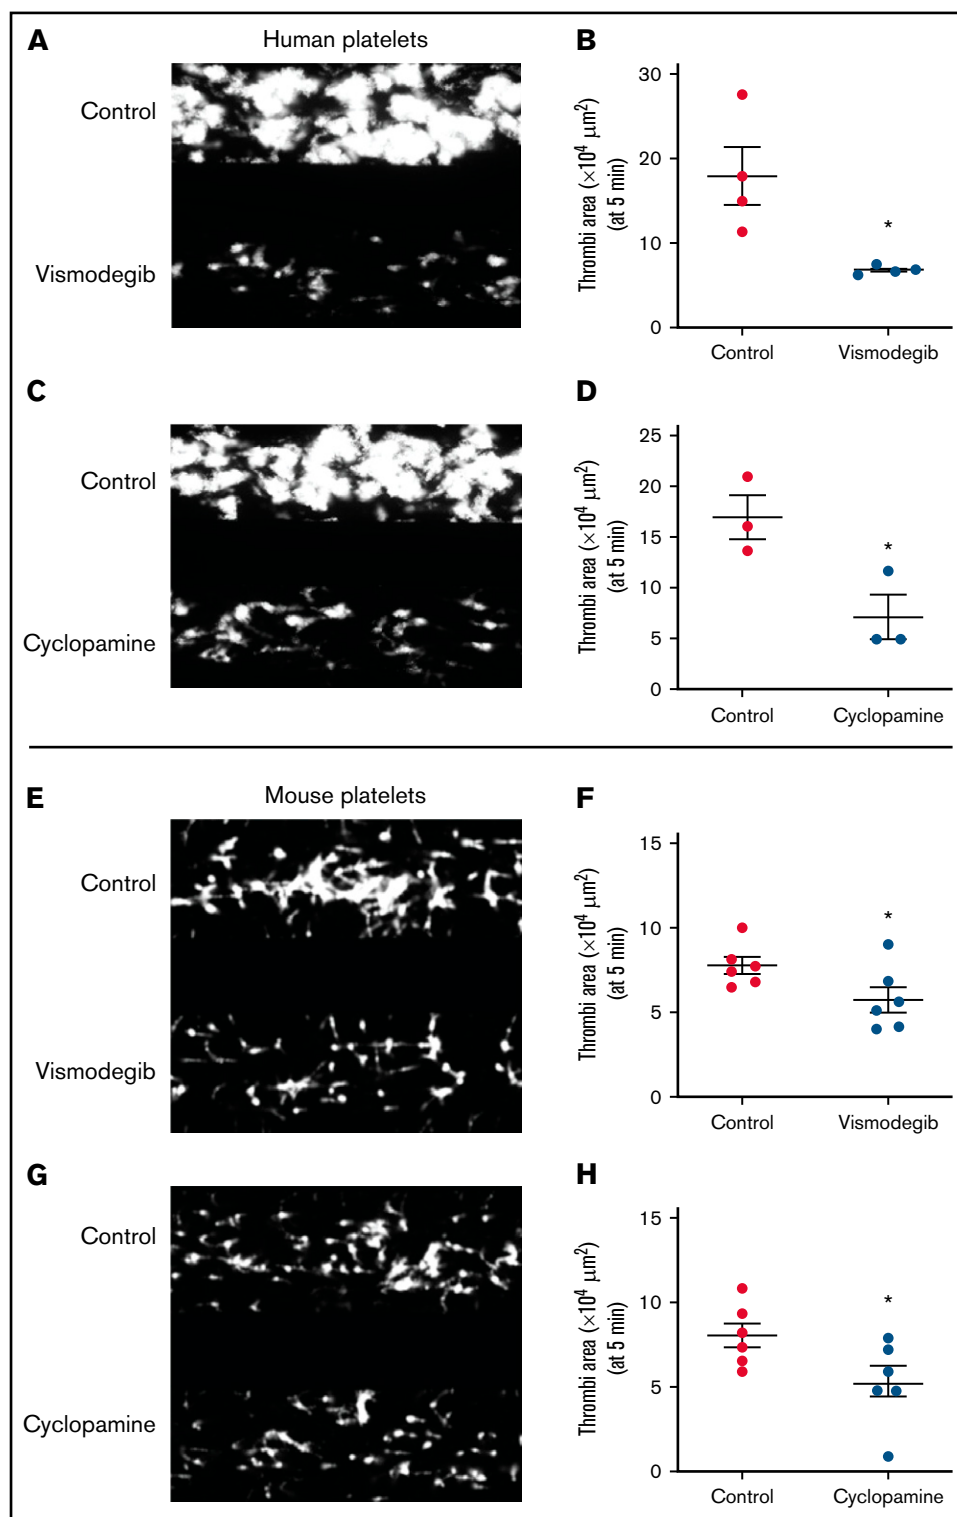 A
Human platelets
Control
Vismodegib
B
Thrombi area (×10⁴ μm²)
(at 5 min)
30
20
10
0
Control
Vismodegib
*
C
Control
Cyclopamine
D
Thrombi area (×10⁴ μm²)
(at 5 min)
25
20
15
10
5
0
Control
Cyclopamine
*
E
Mouse platelets
Control
Vismodegib
F
Thrombi area (×10⁴ μm²)
(at 5 min)
15
10
5
0
Control
Vismodegib
*
G
Control
Cyclopamine
H
Thrombi area (×10⁴ μm²)
(at 5 min)
15
10
5
0
Control
Cyclopamine
*